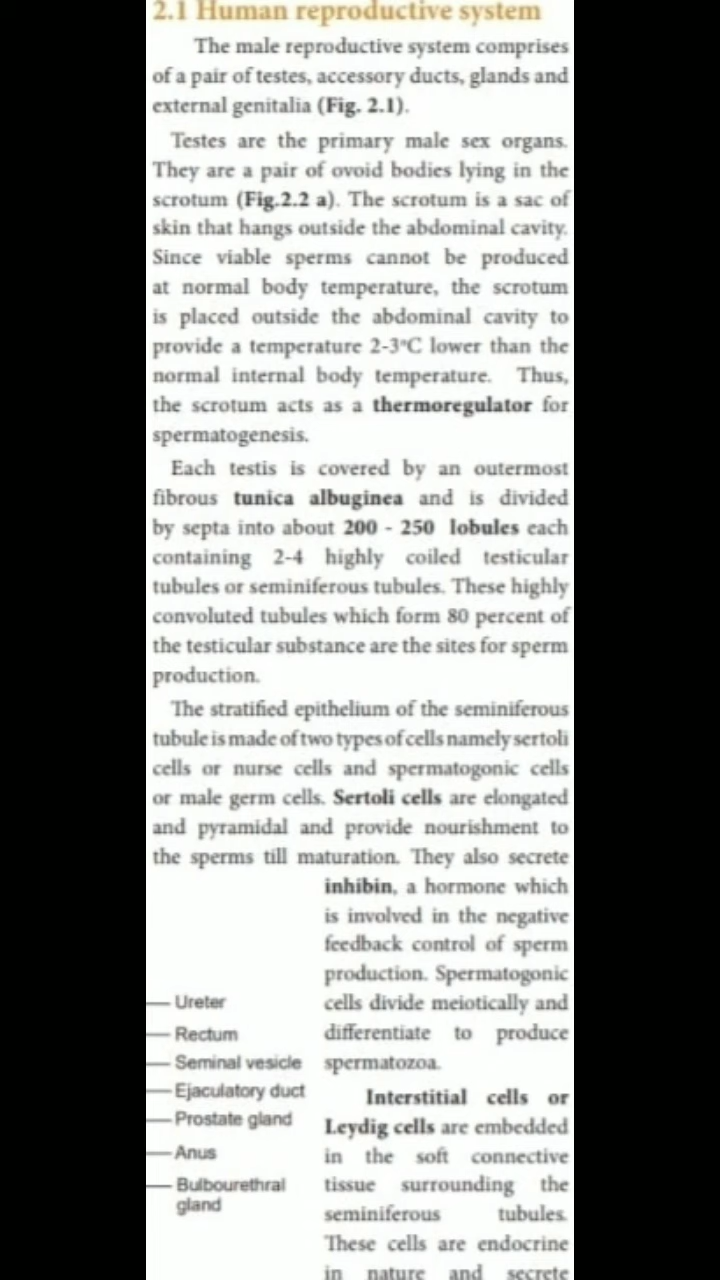 2.1 Human reproductive system
The male reproductive system comprises
of a pair of testes, accessory ducts, glands and
external genitalia (Fig. 2.1).
Testes are the primary male sex organs.
They are a pair of ovoid bodies lying in the
scrotum (Fig.2.2 a). The scrotum is a sac of
skin that hangs outside the abdominal cavity.
Since viable sperms cannot be produced
at normal body temperature, the scrotum
is placed outside the abdominal cavity to
provide a temperature 2-3°C lower than the
normal internal body temperature. Thus,
the scrotum acts as a thermoregulator for
spermatogenesis.
Each testis is covered by an outermost
fibrous tunica albuginea and is divided
by septa into about 200 - 250 lobules each
containing 2-4 highly coiled testicular
tubules or seminiferous tubules. These highly
convoluted tubules which form 80 percent of
the testicular substance are the sites for sperm
production.
The stratified epithelium of the seminiferous
tubule is made of two types of cells namely sertoli
cells or nurse cells and spermatogonic cells
or male germ cells. Sertoli cells are elongated
and pyramidal and provide nourishment to
the sperms till maturation. They also secrete
inhibin, a hormone which
is involved in the negative
feedback control of sperm
production. Spermatogonic
cells divide meiotically and
differentiate to produce
spermatozoa.
Interstitial cells or
Leydig cells are embedded
in the soft connective
tissue surrounding the
seminiferous tubules.
These cells are endocrine
in nature and secrete
Ureter
Rectum
Seminal vesicle
Ejaculatory duct
Prostate gland
Anus
Bulbourethral
gland